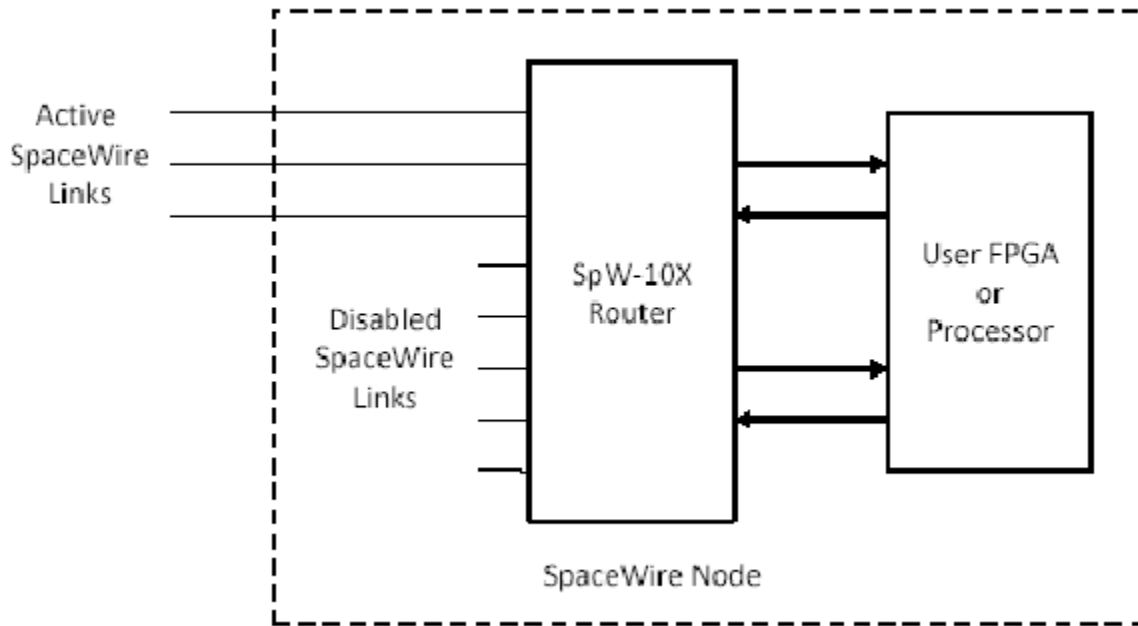 Active
SpaceWire
Links
Disabled
SpaceWire
Links
SpW-10X
Router
User FPGA
or
Processor
SpaceWire Node